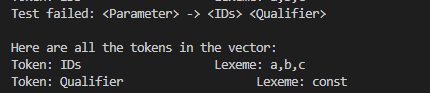 Test failed: <Parameter> -> <IDs> <Qualifier>
Here are all the tokens in the vector:
Token: IDs Lexeme: a,b,c
Token: Qualifier Lexeme: const